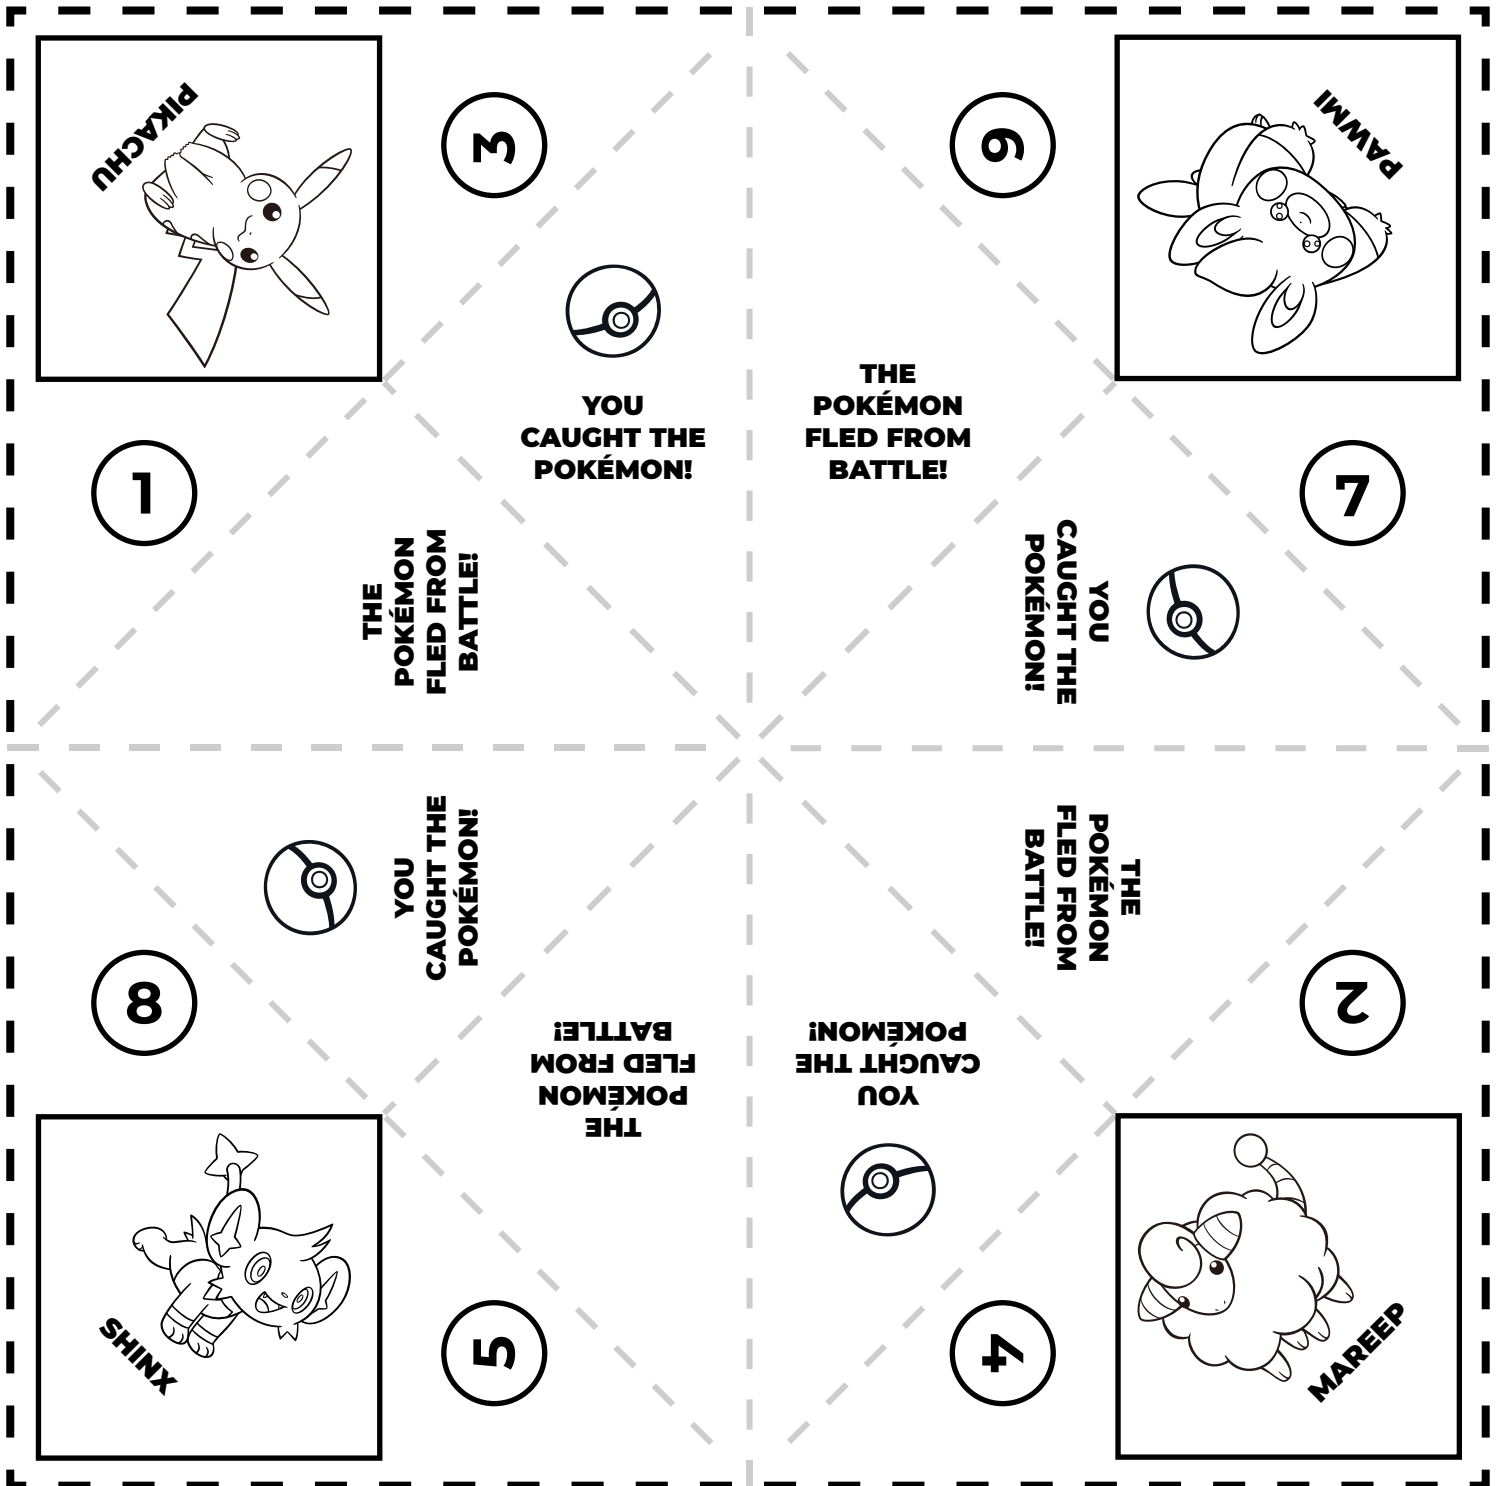 PIKACHU
3
6
PAWMI
YOU
CAUGHT THE
POKÉMON!
THE
POKÉMON
FLED FROM
BATTLE!
1
7
THE
POKÉMON
FLED FROM
BATTLE!
YOU
CAUGHT THE
POKÉMON!
YOU
CAUGHT THE
POKÉMON!
THE
POKÉMON
FLED FROM
BATTLE!
8
2
THE
POKÉMON
FLED FROM
BATTLE!
YOU
CAUGHT THE
POKÉMON!
SHINX
5
4
MAREEP